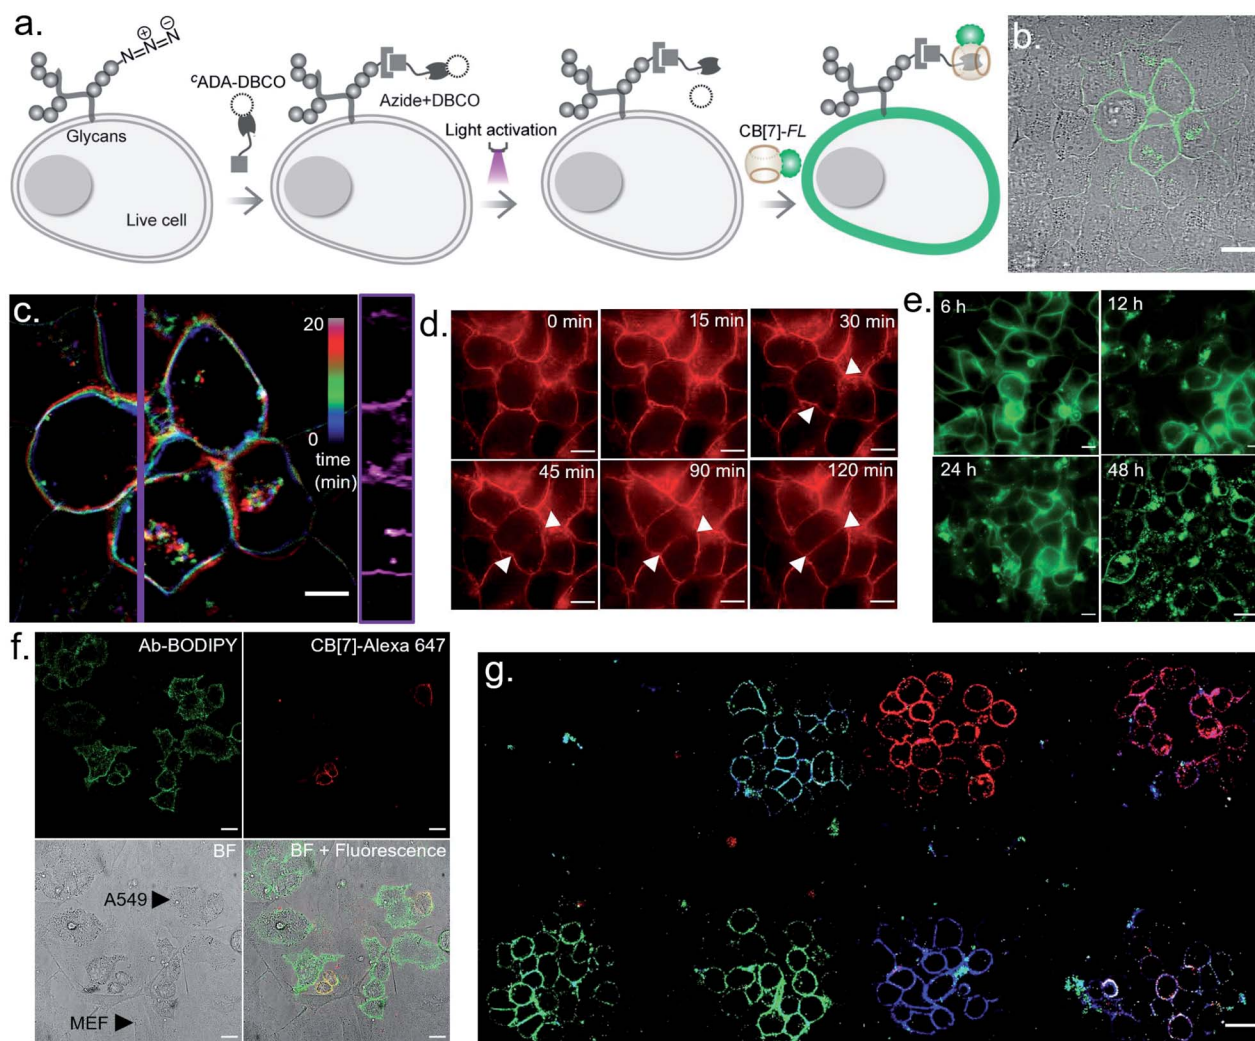 a.
N=N=N
⊕
⊖
ᶜADA-DBCO
Glycans
Live cell
Azide+DBCO
Light activation
CB[7]-FL
b.
c.
20
0
time
(min)
d.
0 min
15 min
30 min
45 min
90 min
120 min
e.
6 h
12 h
24 h
48 h
f.
Ab-BODIPY
CB[7]-Alexa 647
BF
BF + Fluorescence
A549
MEF
g.